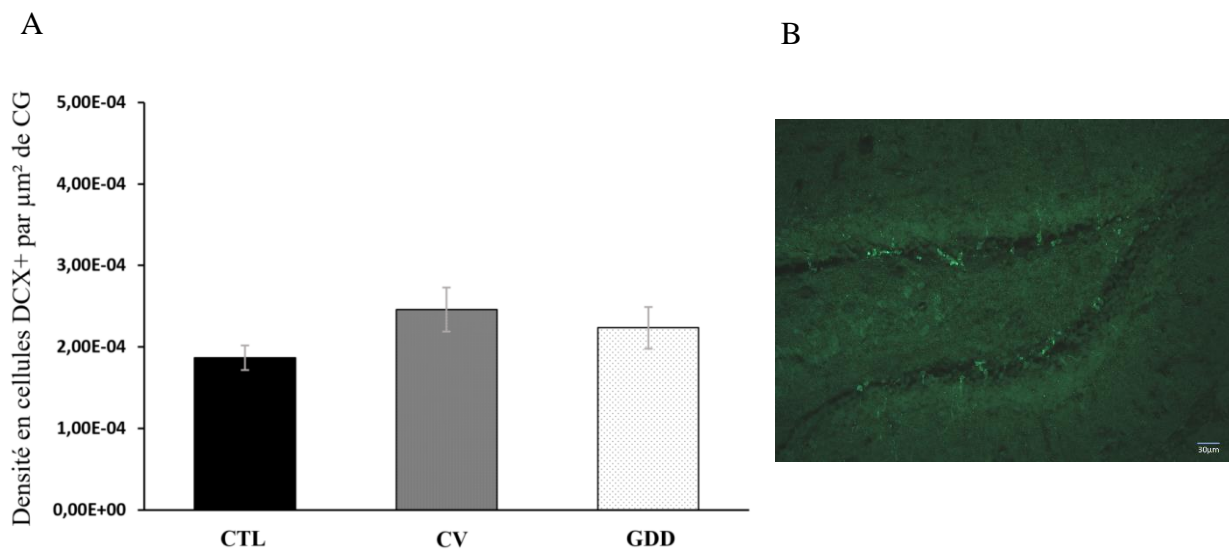 A
B
Densité en cellules DCX+ par µm² de CG
5,00E-04
4,00E-04
3,00E-04
2,00E-04
1,00E-04
0,00E+00
CTL CV GDD
30µm